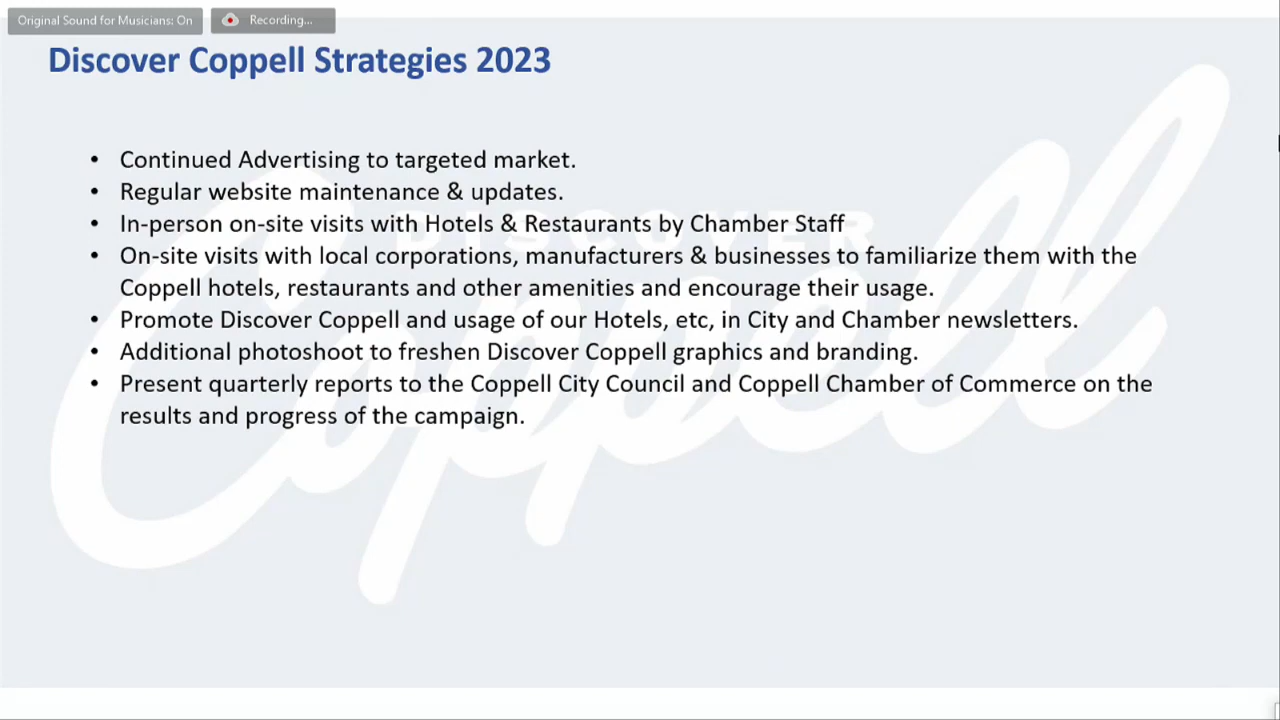 Original Sound for Musicians: On
Recording...
Discover Coppell Strategies 2023
• Continued Advertising to targeted market.
• Regular website maintenance & updates.
• In-person on-site visits with Hotels & Restaurants by Chamber Staff
• On-site visits with local corporations, manufacturers & businesses to familiarize them with the
Coppell hotels, restaurants and other amenities and encourage their usage.
• Promote Discover Coppell and usage of our Hotels, etc, in City and Chamber newsletters.
• Additional photoshoot to freshen Discover Coppell graphics and branding.
• Present quarterly reports to the Coppell City Council and Coppell Chamber of Commerce on the
results and progress of the campaign.
DISCOVER
Coppell